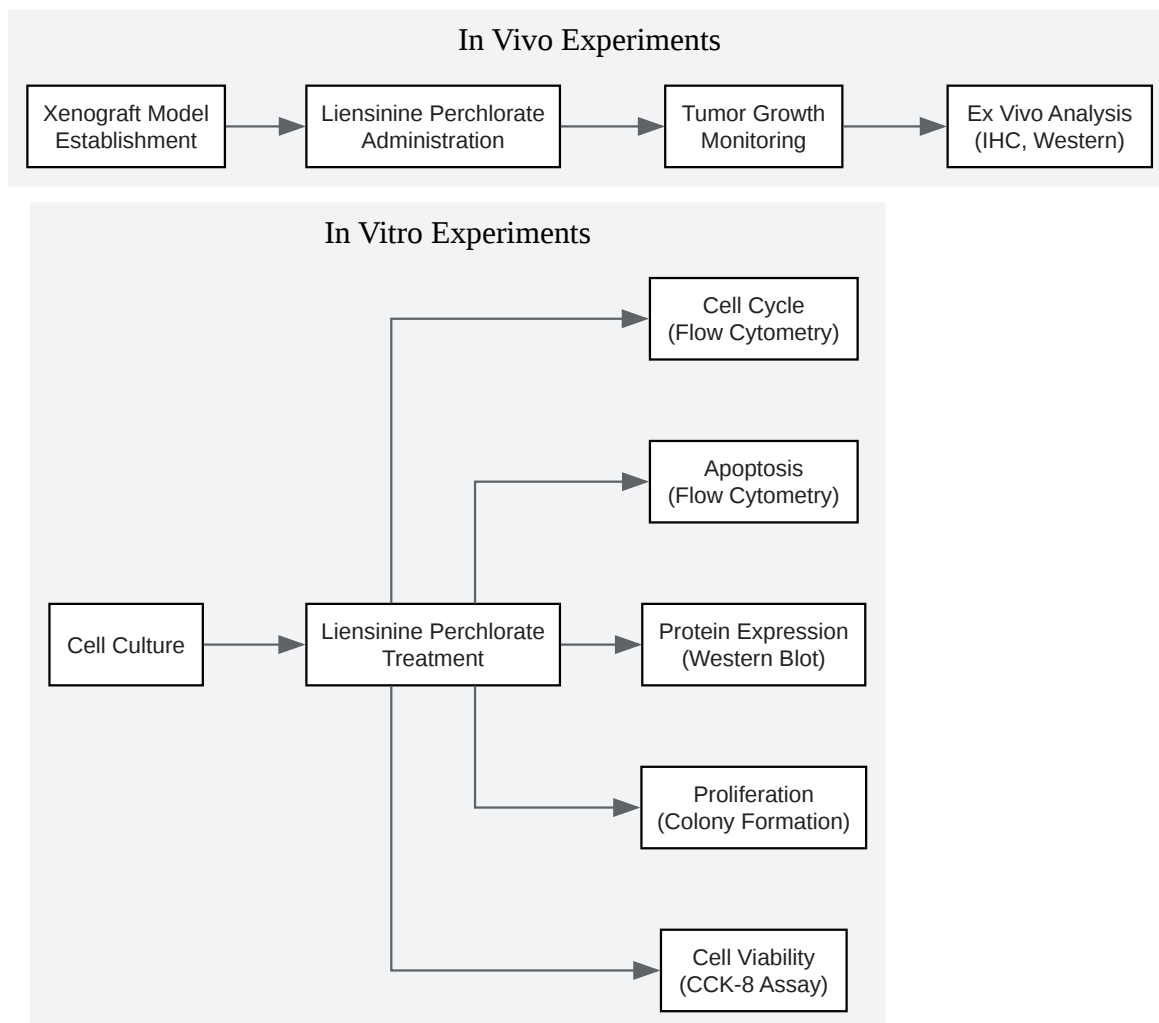 In Vivo Experiments
Xenograft Model
Establishment
Liensinine Perchlorate
Administration
Tumor Growth
Monitoring
Ex Vivo Analysis
(IHC, Western)
In Vitro Experiments
Cell Culture
Liensinine Perchlorate
Treatment
Cell Cycle
(Flow Cytometry)
Apoptosis
(Flow Cytometry)
Protein Expression
(Western Blot)
Proliferation
(Colony Formation)
Cell Viability
(CCK-8 Assay)